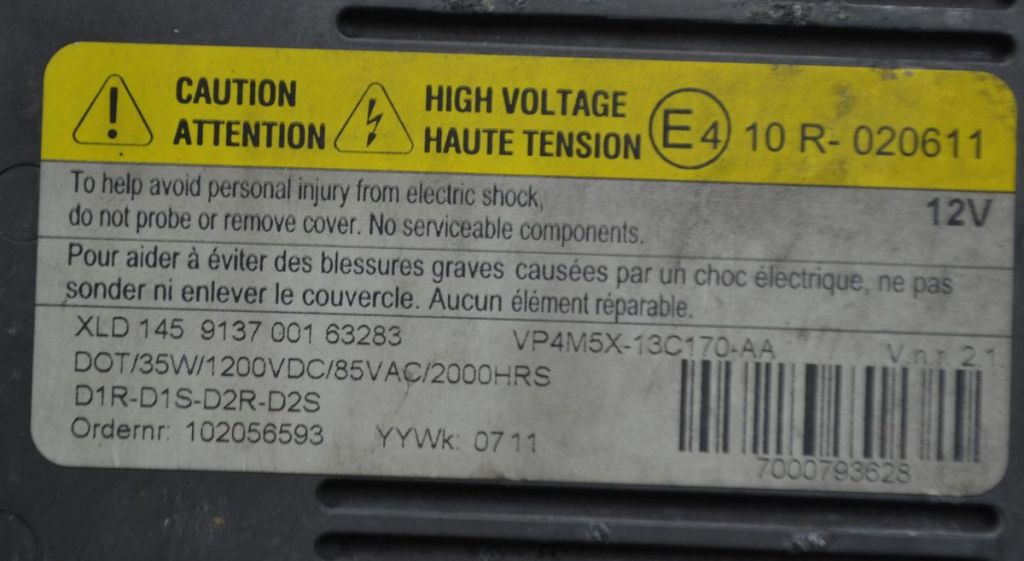 CAUTION
ATTENTION
HIGH VOLTAGE
HAUTE TENSION
E4 10 R- 020611
To help avoid personal injury from electric shock,
do not probe or remove cover. No serviceable components.
12V
Pour aider à éviter des blessures graves causées par un choc électrique, ne pas
sonder ni enlever le couvercle. Aucun élément réparable.
XLD 145 9137 001 63283 VP4M5X-13C170-AA V.n.r. 2.1
DOT/35W/1200VDC/85VAC/2000HRS
D1R-D1S-D2R-D2S
Ordernr: 102056593 YYWk: 0711
7000793628